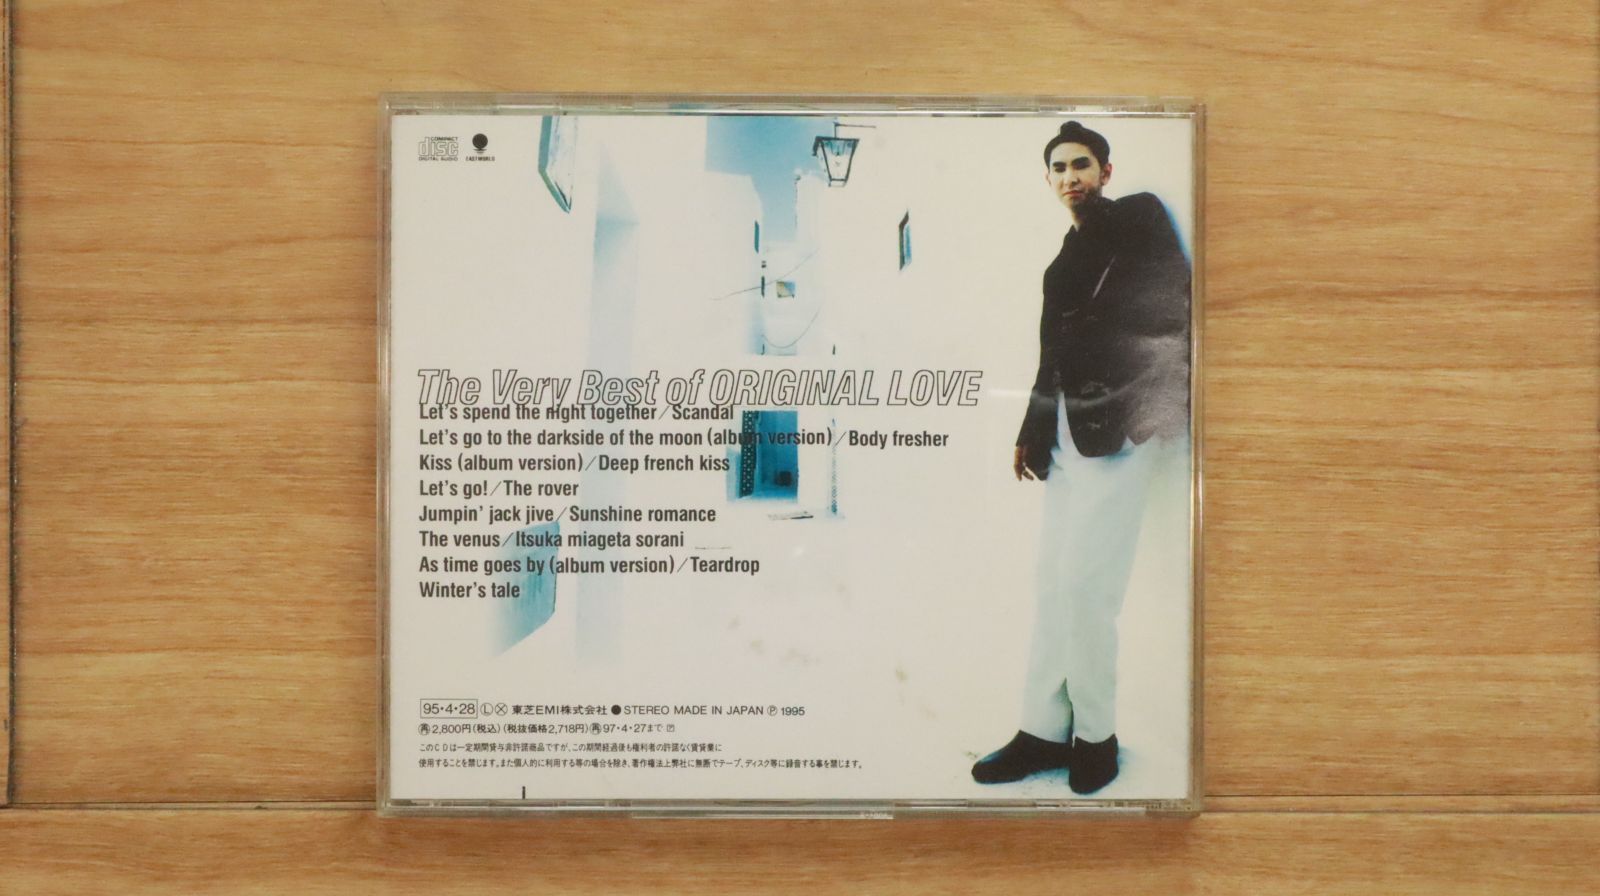 COMPACT
disc
DIGITAL AUDIO
EASTWORLD
The Very Best of ORIGINAL LOVE
Let's spend the night together/Scandal
Let's go to the darkside of the moon (album version)/Body fresher
Kiss (album version)/Deep french kiss
Let's go!/The rover
Jumpin' jack jive/Sunshine romance
The venus/Itsuka miageta sorani
As time goes by (album version)/Teardrop
Winter's tale
95・4・28 Ⓛ Ⓧ 東芝EMI株式会社 ● STEREO MADE IN JAPAN Ⓟ 1995
㊢2,800円(税込)(税抜価格2,718円)㊢97・4・27まで
このCDは一定期間貸与非許諾商品ですが、この期間経過後も権利者の許諾なく賃貸業に
使用することを禁じます。また個人的に利用する等の場合を除き、著作権法上弊社に無断でテープ、ディスク等に録音する事を禁じます。